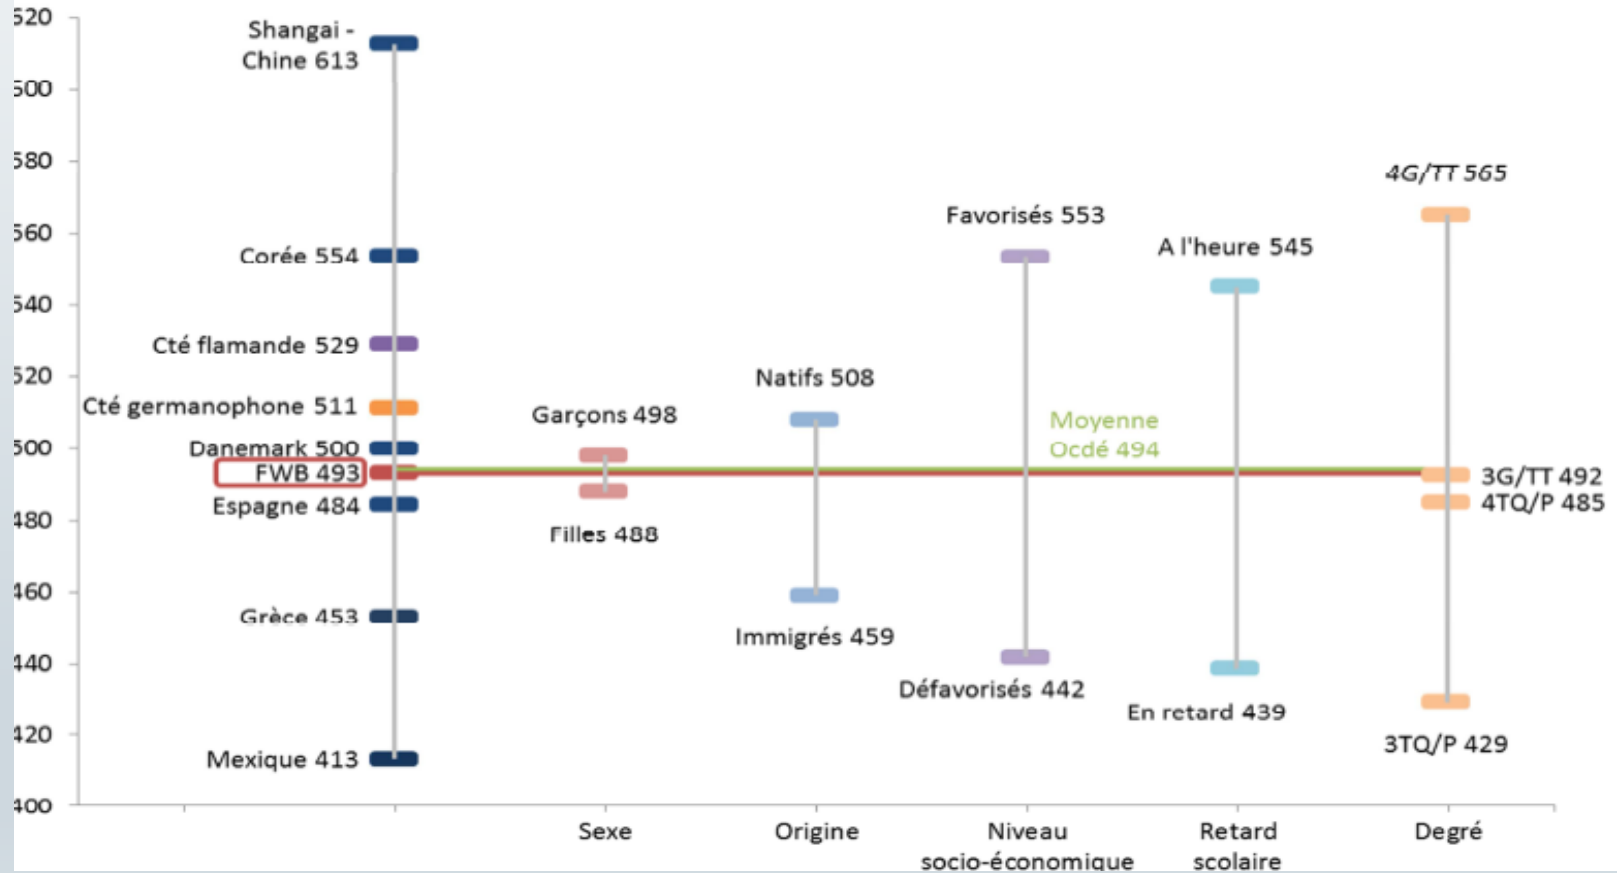 620
600
580
560
540
520
500
480
460
440
420
400
Shangai -
Chine 613
Corée 554
Cté flamande 529
Cté germanophone 511
Danemark 500
FWB 493
Espagne 484
Grèce 453
Mexique 413
Garçons 498
Filles 488
Natifs 508
Immigrés 459
Favorisés 553
Défavorisés 442
Moyenne
Ocdé 494
A l'heure 545
En retard 439
4G/TT 565
3G/TT 492
4TQ/P 485
3TQ/P 429
Sexe
Origine
Niveau
socio-économique
Retard
scolaire
Degré